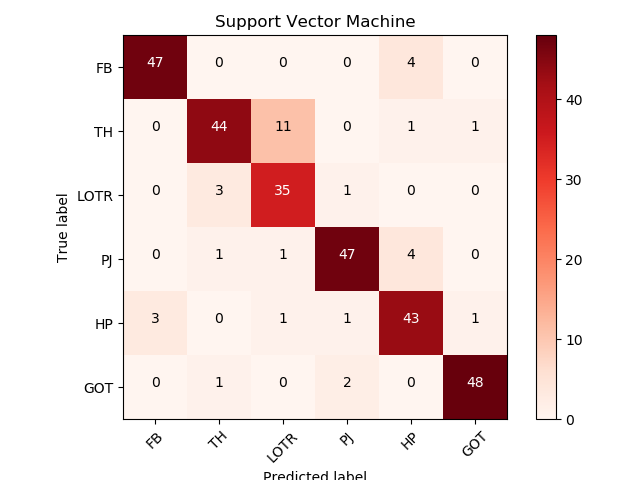 Support Vector Machine
True label
FB 47 0 0 0 4 0
TH 0 44 11 0 1 1
LOTR 0 3 35 1 0 0
PJ 0 1 1 47 4 0
HP 3 0 1 1 43 1
GOT 0 1 0 2 0 48
FB TH LOTR PJ HP GOT
Predicted label
40
30
20
10
0